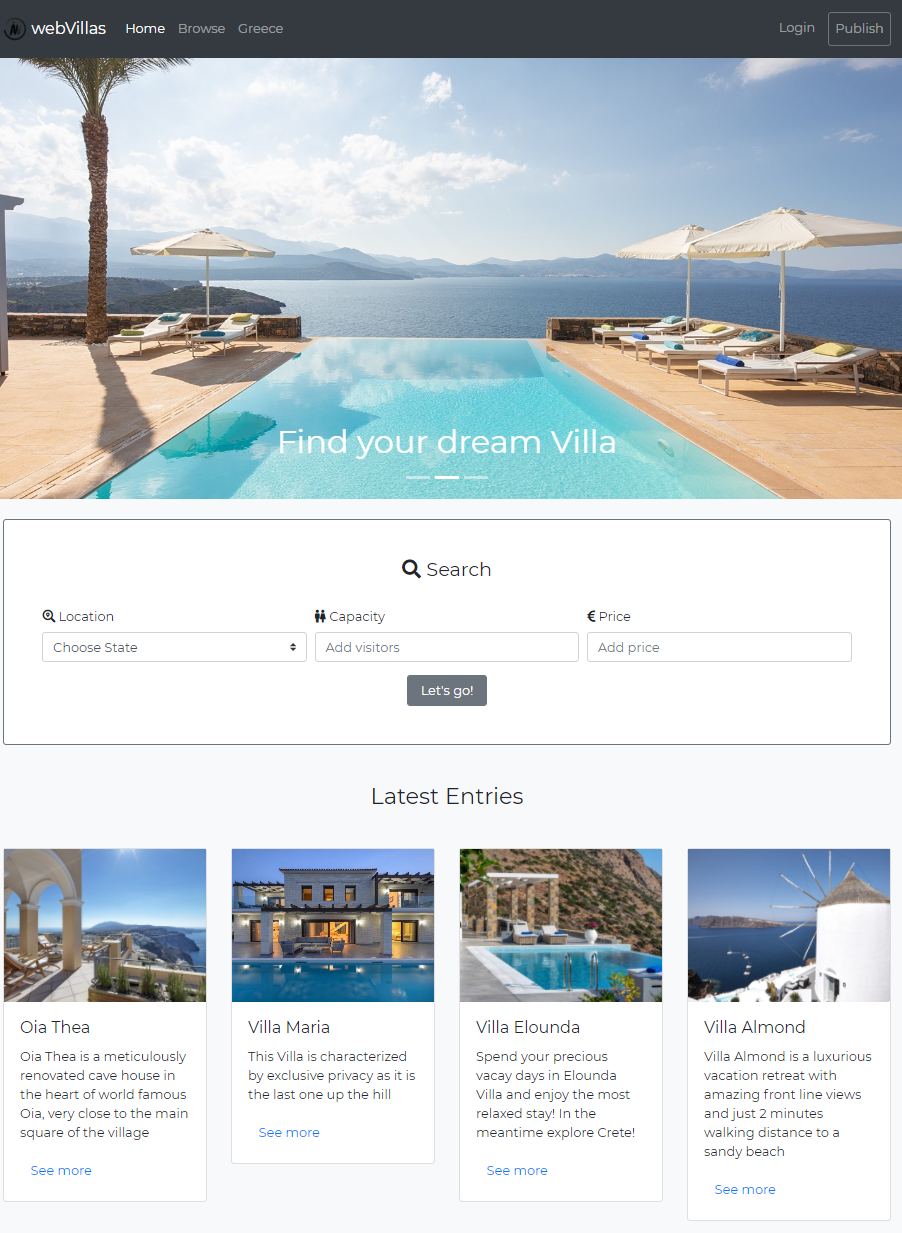 webVillas Home Browse Greece Login Publish
Find your dream Villa
Search
Location Capacity Price
Choose State Add visitors Add price
Let's go!
Latest Entries
Oia Thea
Oia Thea is a meticulously
renovated cave house in
the heart of world famous
Oia, very close to the main
square of the village
See more
Villa Maria
This Villa is characterized
by exclusive privacy as it is
the last one up the hill
See more
Villa Elounda
Spend your precious
vacay days in Elounda
Villa and enjoy the most
relaxed stay! In the
meantime explore Crete!
See more
Villa Almond
Villa Almond is a luxurious
vacation retreat with
amazing front line views
and just 2 minutes
walking distance to a
sandy beach
See more